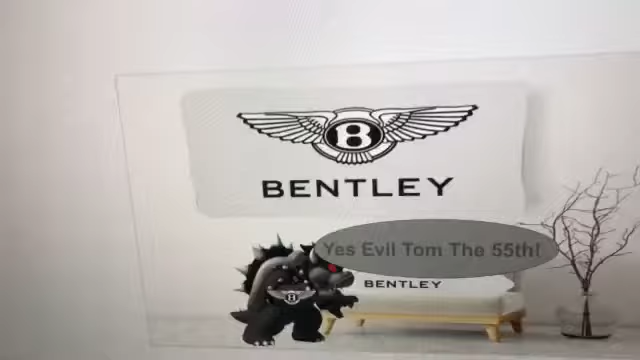 B
BENTLEY
Yes Evil Tom The 55th!
BENTLEY
B